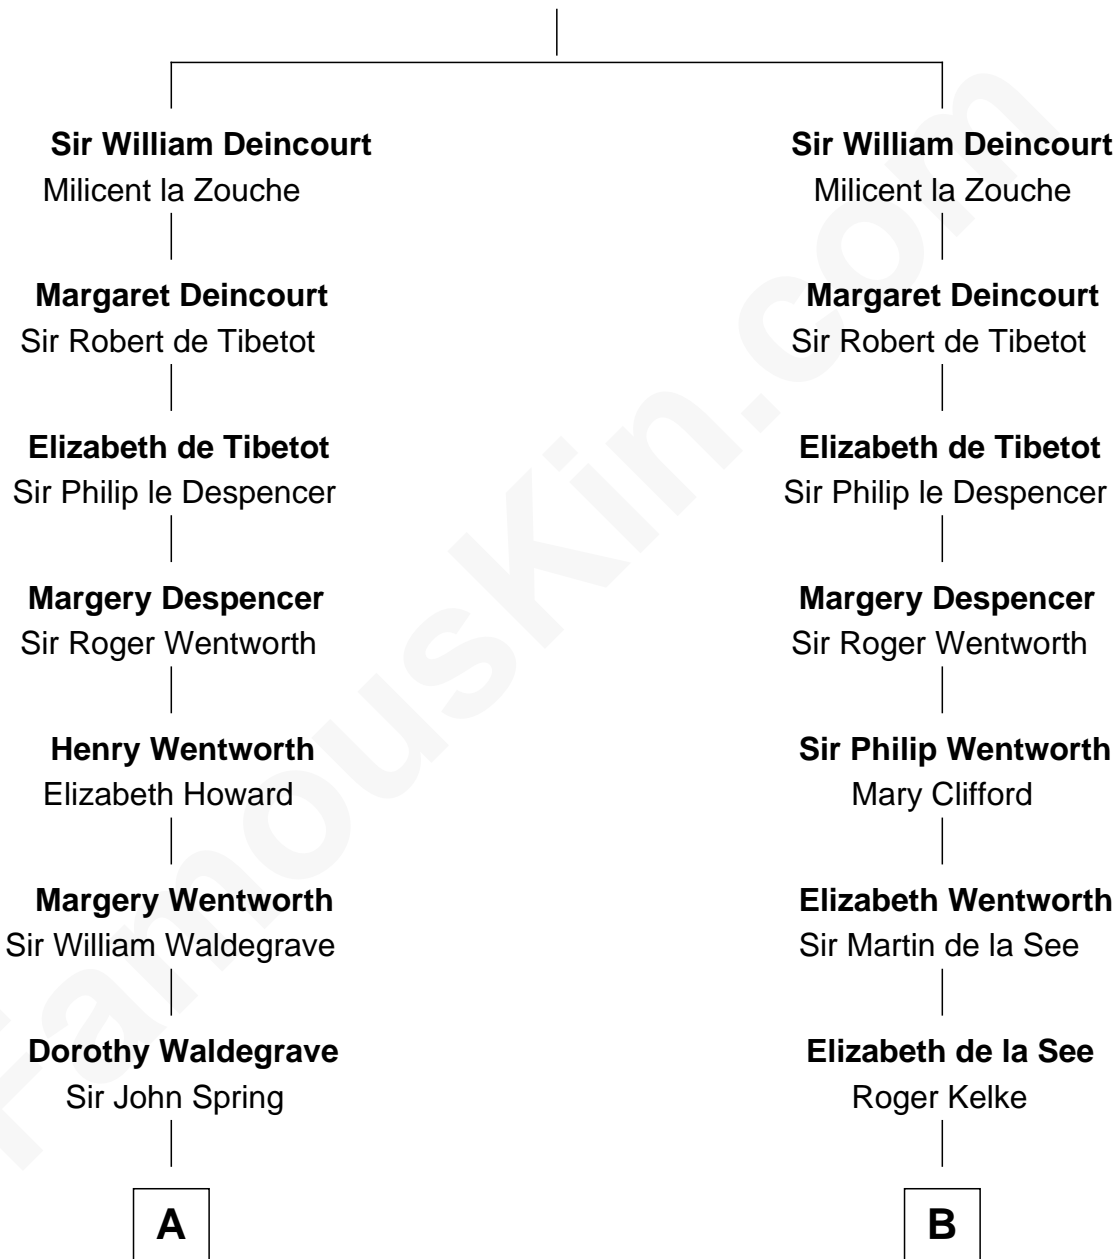 Sir William Deincourt
Milicent la Zouche
Margaret Deincourt
Sir Robert de Tibetot
Elizabeth de Tibetot
Sir Philip le Despencer
Margery Despencer
Sir Roger Wentworth
Henry Wentworth
Elizabeth Howard
Margery Wentworth
Sir William Waldegrave
Dorothy Waldegrave
Sir John Spring
A
Sir William Deincourt
Milicent la Zouche
Margaret Deincourt
Sir Robert de Tibetot
Elizabeth de Tibetot
Sir Philip le Despencer
Margery Despencer
Sir Roger Wentworth
Sir Philip Wentworth
Mary Clifford
Elizabeth Wentworth
Sir Martin de la See
Elizabeth de la See
Roger Kelke
B
FamousKin.com